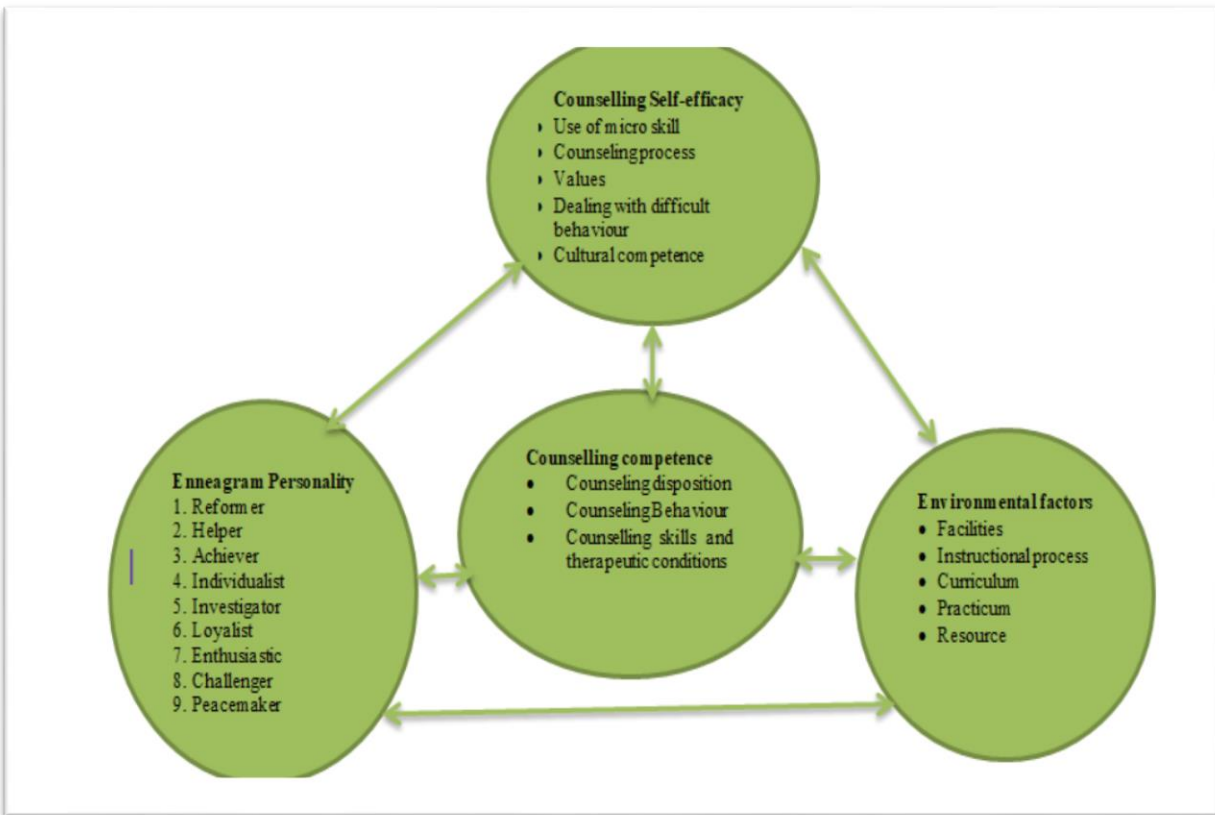 Counselling Self-efficacy
Use of micro skill
Counseling process
Values
Dealing with difficult
behaviour
Cultural competence
Enneagram Personality
1. Reformer
2. Helper
3. Achiever
4. Individualist
5. Investigator
6. Loyalist
7. Enthusiastic
8. Challenger
9. Peacemaker
Counselling competence
• Counseling disposition
• Counseling Behaviour
• Counselling skills and
therapeutic conditions
Environmental factors
• Facilities
• Instructional process
• Curriculum
• Practicum
• Resource